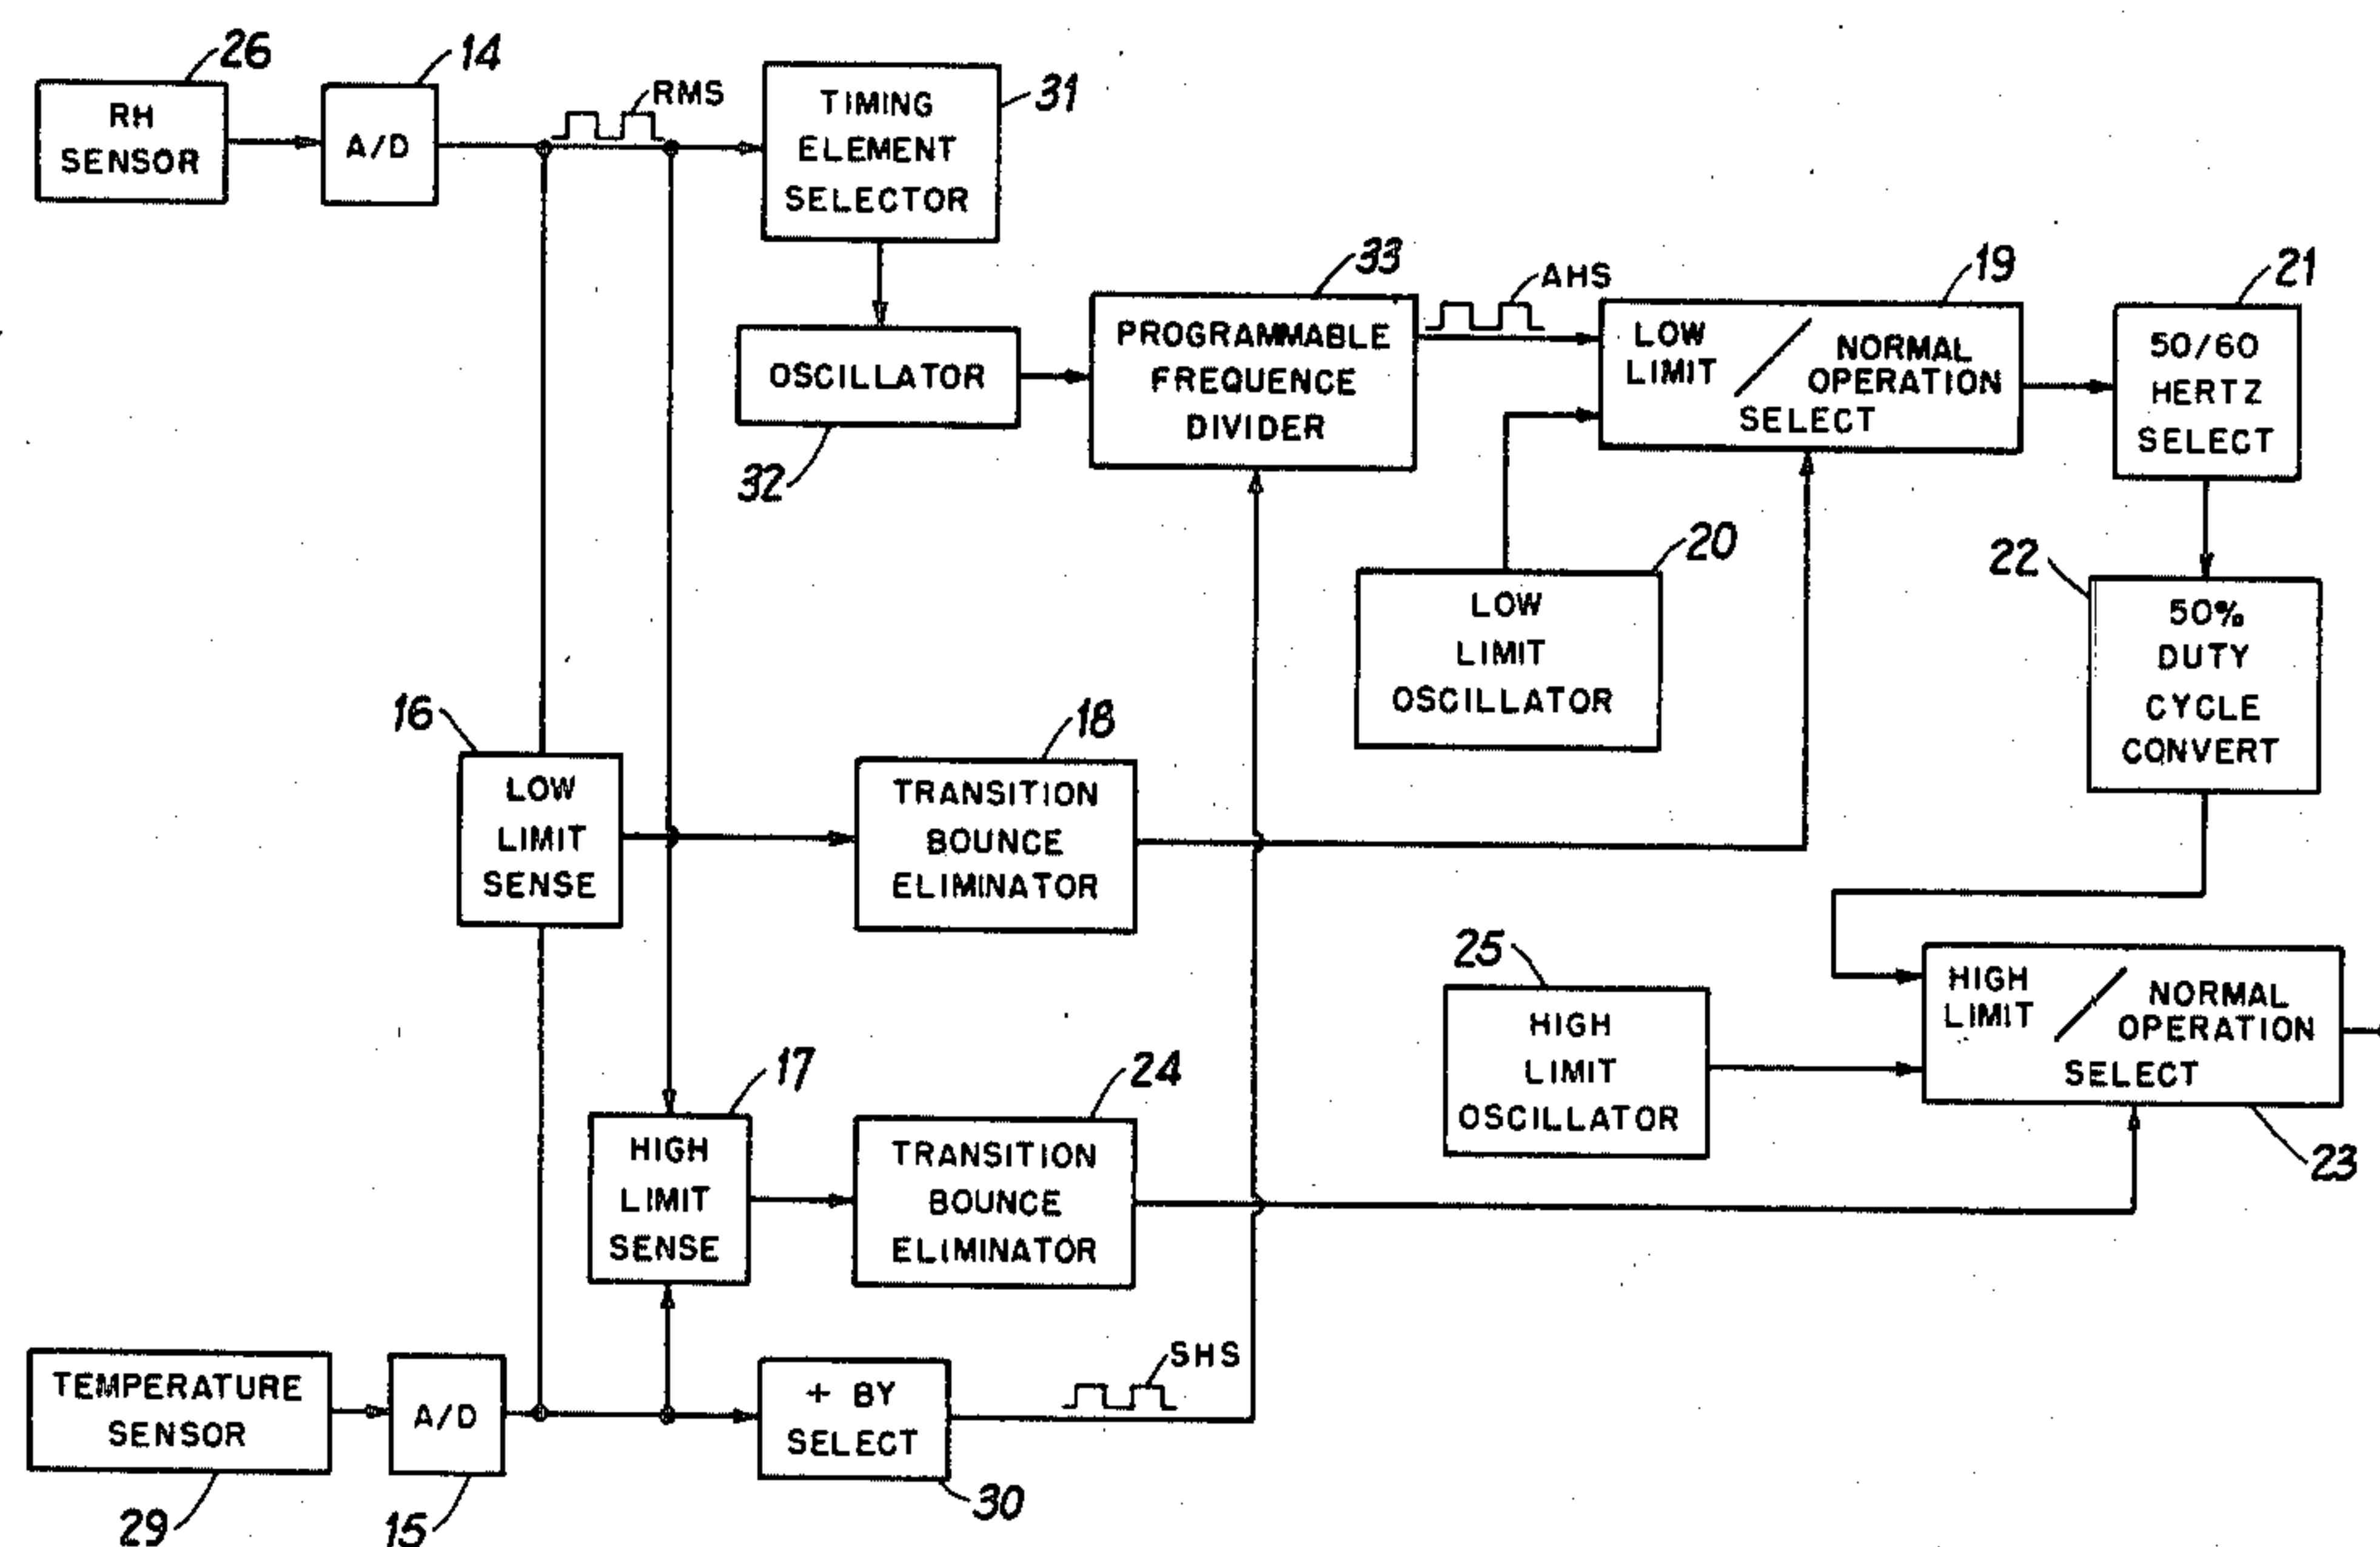 26
RH
SENSOR
14
A/D
RMS
31
TIMING
ELEMENT
SELECTOR
OSCILLATOR
32
33
PROGRAMMABLE
FREQUENCE
DIVIDER
AHS
19
LOW
LIMIT
NORMAL
OPERATION
SELECT
21
50/60
HERTZ
SELECT
20
LOW
LIMIT
OSCILLATOR
22
50%
DUTY
CYCLE
CONVERT
16
LOW
LIMIT
SENSE
18
TRANSITION
BOUNCE
ELIMINATOR
25
HIGH
LIMIT
OSCILLATOR
HIGH
LIMIT
NORMAL
OPERATION
SELECT
23
17
HIGH
LIMIT
SENSE
24
TRANSITION
BOUNCE
ELIMINATOR
TEMPERATURE
SENSOR
29
A/D
15
+ BY
SELECT
30
SHS